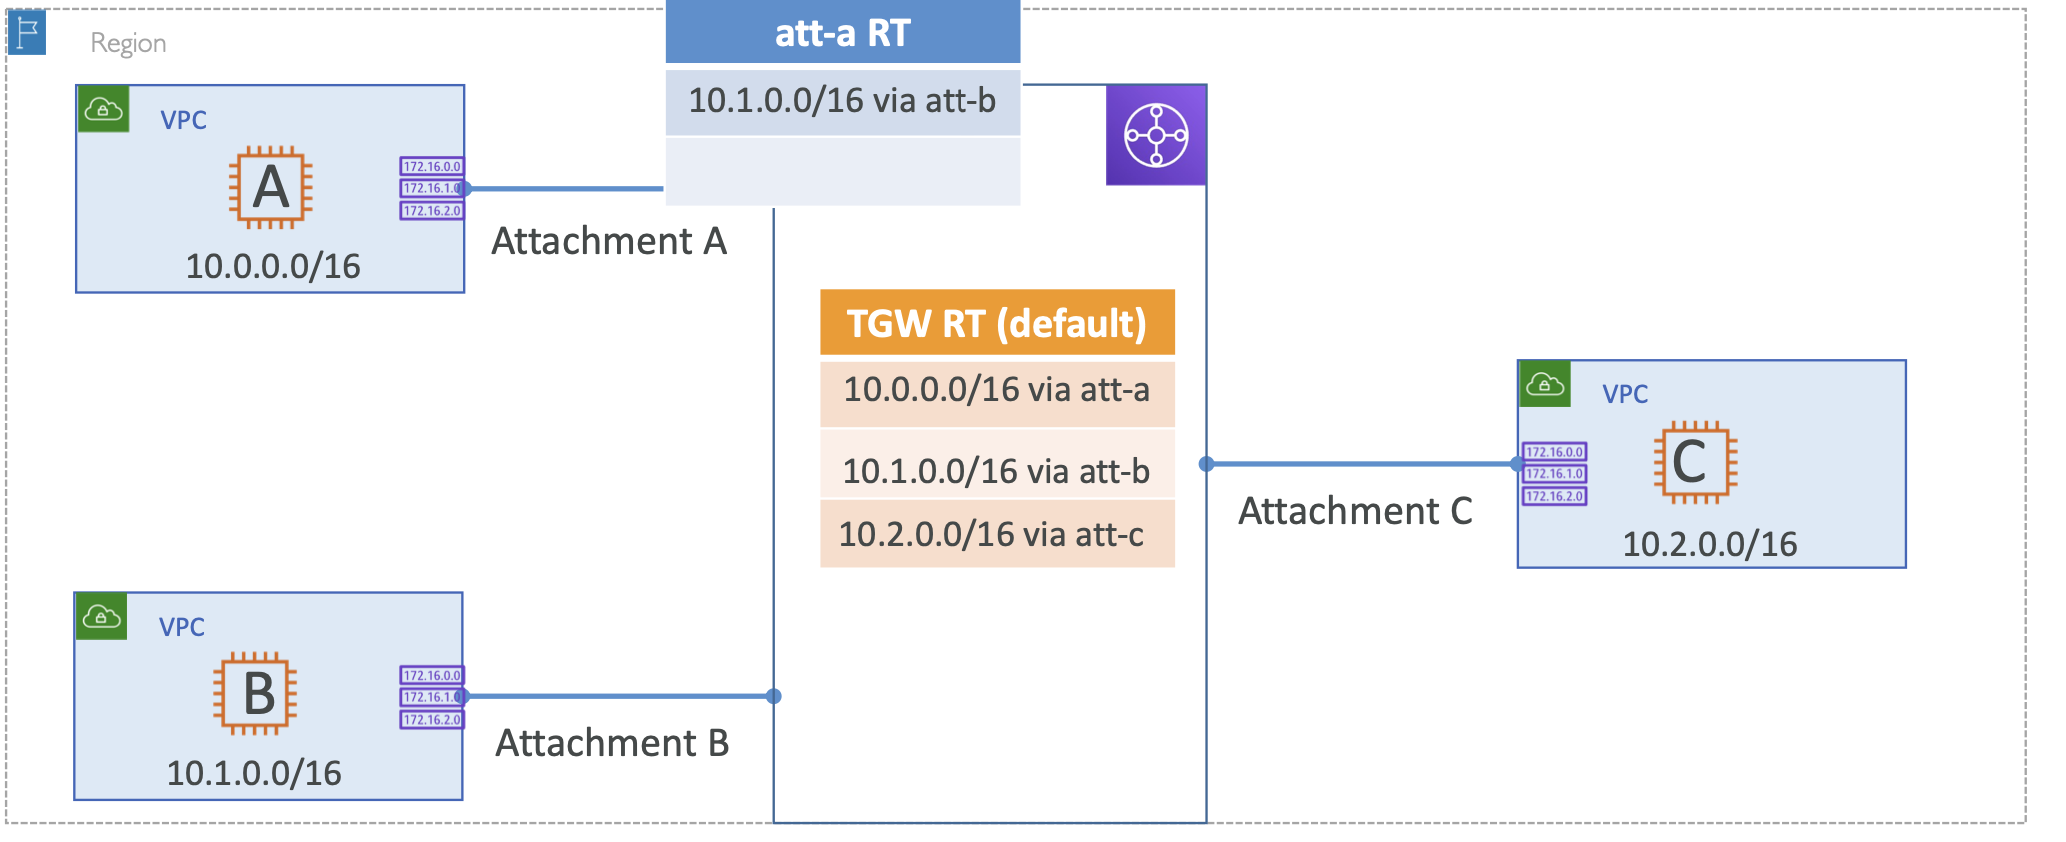 Region
att-a RT
10.1.0.0/16 via att-b
VPC
A
172.16.0.0
172.16.1.0
172.16.2.0
10.0.0.0/16
Attachment A
TGW RT (default)
10.0.0.0/16 via att-a
10.1.0.0/16 via att-b
10.2.0.0/16 via att-c
VPC
C
172.16.0.0
172.16.1.0
172.16.2.0
10.2.0.0/16
Attachment C
VPC
B
172.16.0.0
172.16.1.0
172.16.2.0
10.1.0.0/16
Attachment B